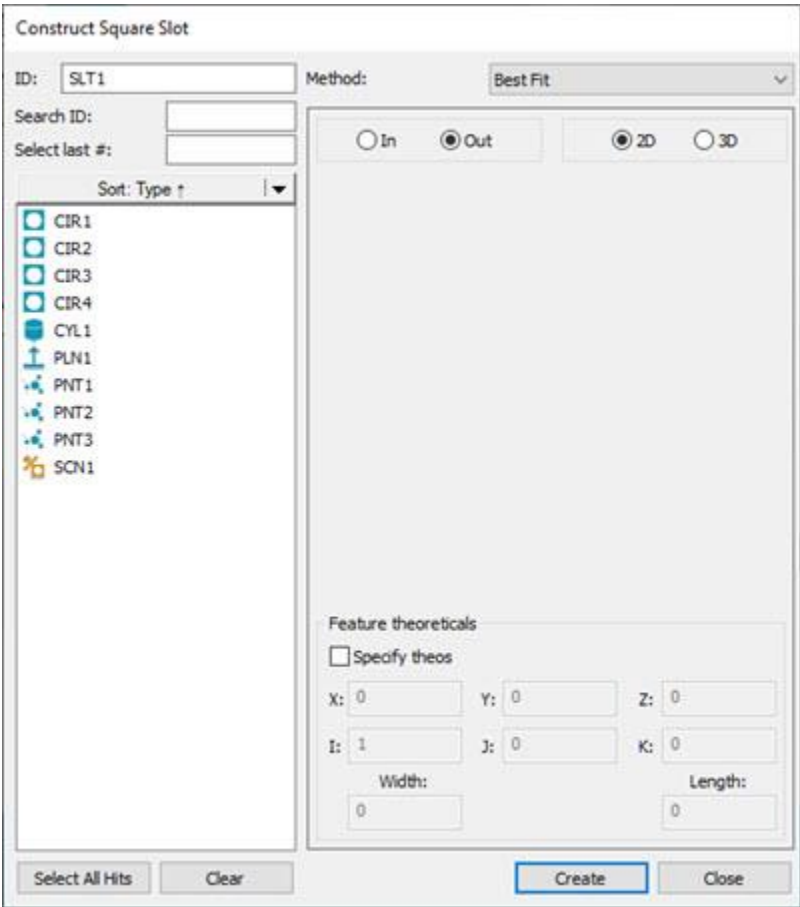 Construct Square Slot
ID: SLT1
Method: Best Fit
Search ID:
Select last #:
In Out 2D 3D
Sort: Type ↑
CIR1
CIR2
CIR3
CIR4
CYL1
PLN1
PNT1
PNT2
PNT3
SCN1
Feature theoreticals
Specify theos
X: 0 Y: 0 Z: 0
I: 1 J: 0 K: 0
Width: Length:
0 0
Select All Hits Clear Create Close